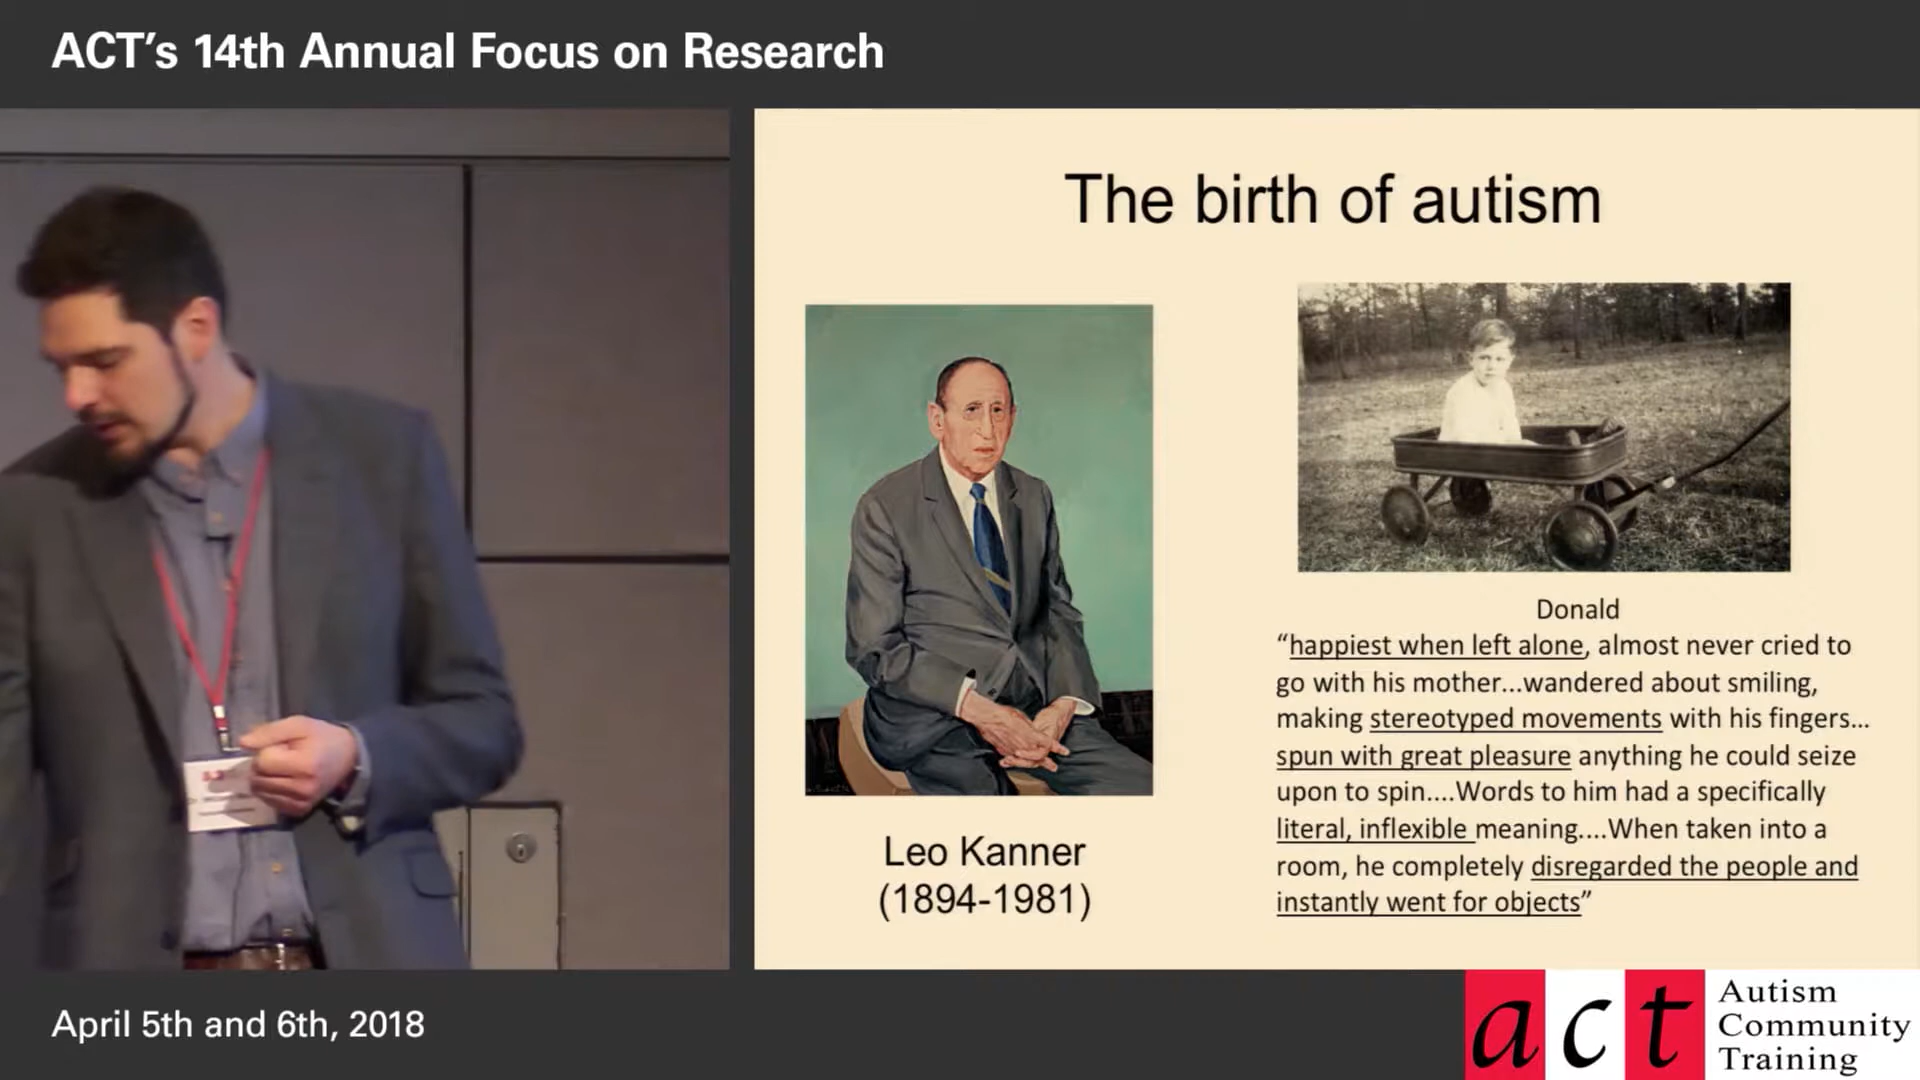 ACT's 14th Annual Focus on Research
The birth of autism
Leo Kanner
(1894-1981)
Donald
“happiest when left alone, almost never cried to
go with his mother...wandered about smiling,
making stereotyped movements with his fingers...
spun with great pleasure anything he could seize
upon to spin....Words to him had a specifically
literal, inflexible meaning....When taken into a
room, he completely disregarded the people and
instantly went for objects”
April 5th and 6th, 2018
act
Autism
Community
Training